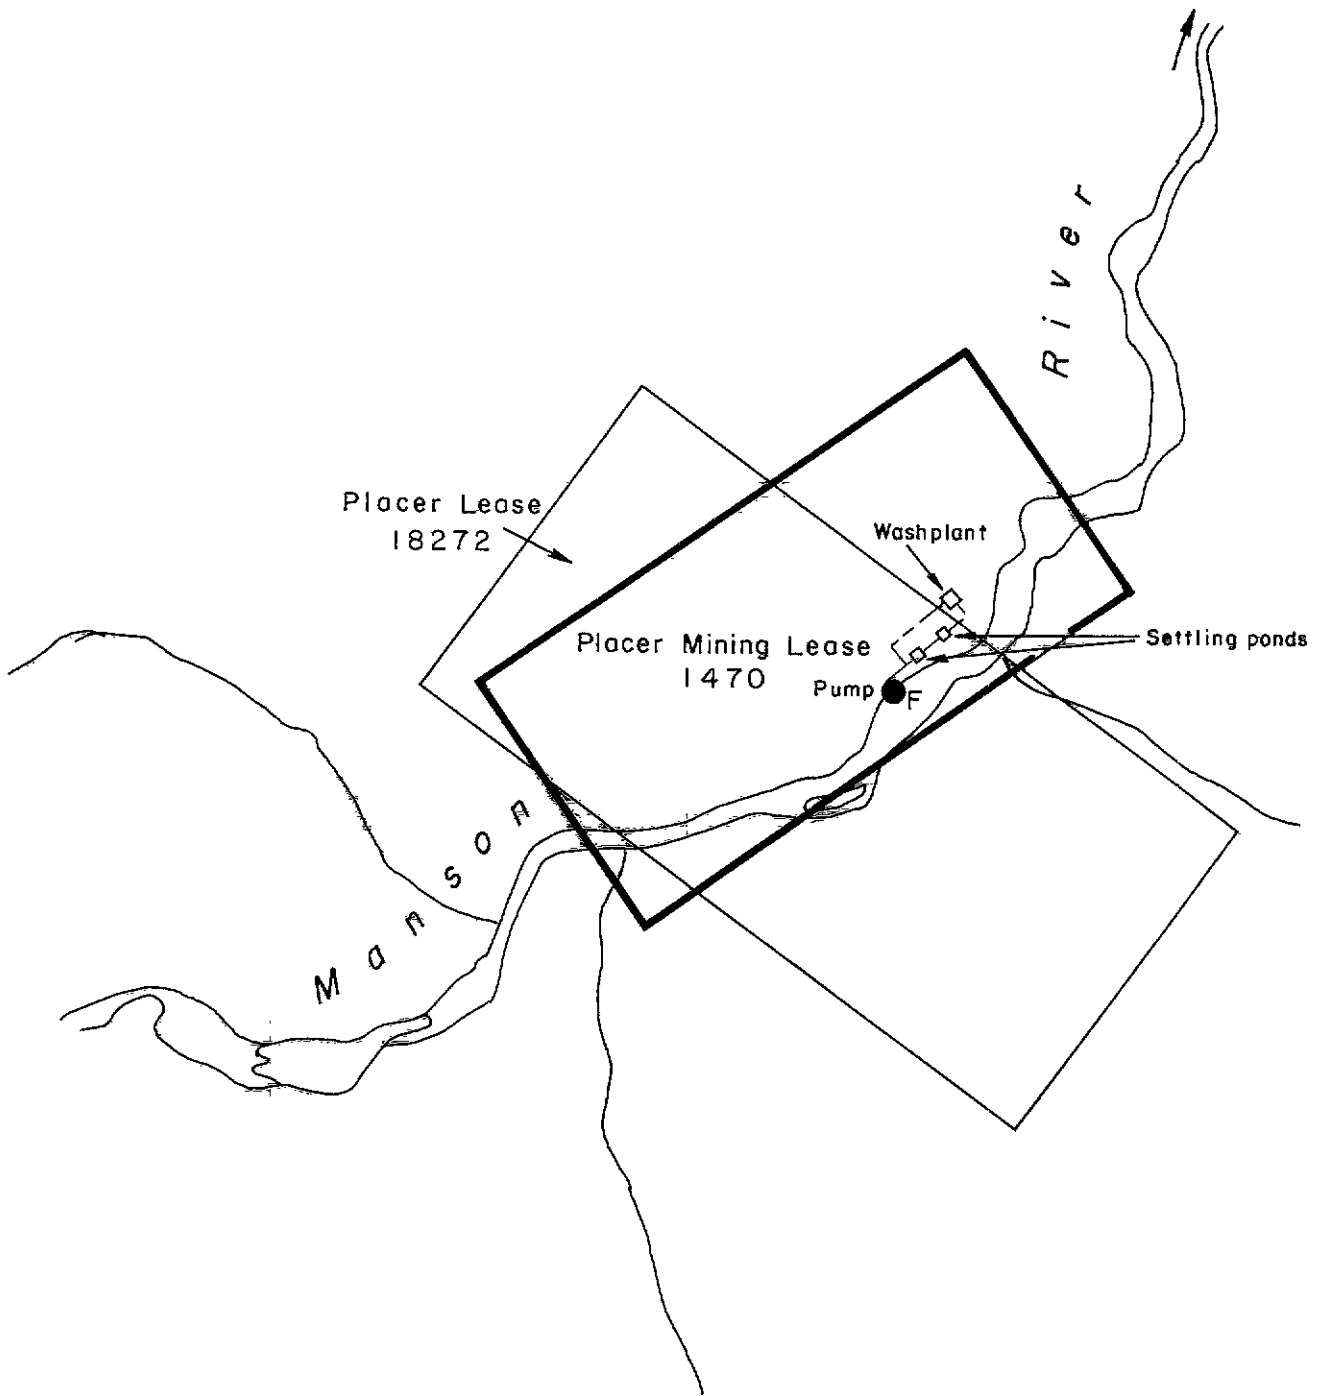 River
Placer Lease
18272
Washplant
Placer Mining Lease
1470
Settling ponds
Pump
F
Manson